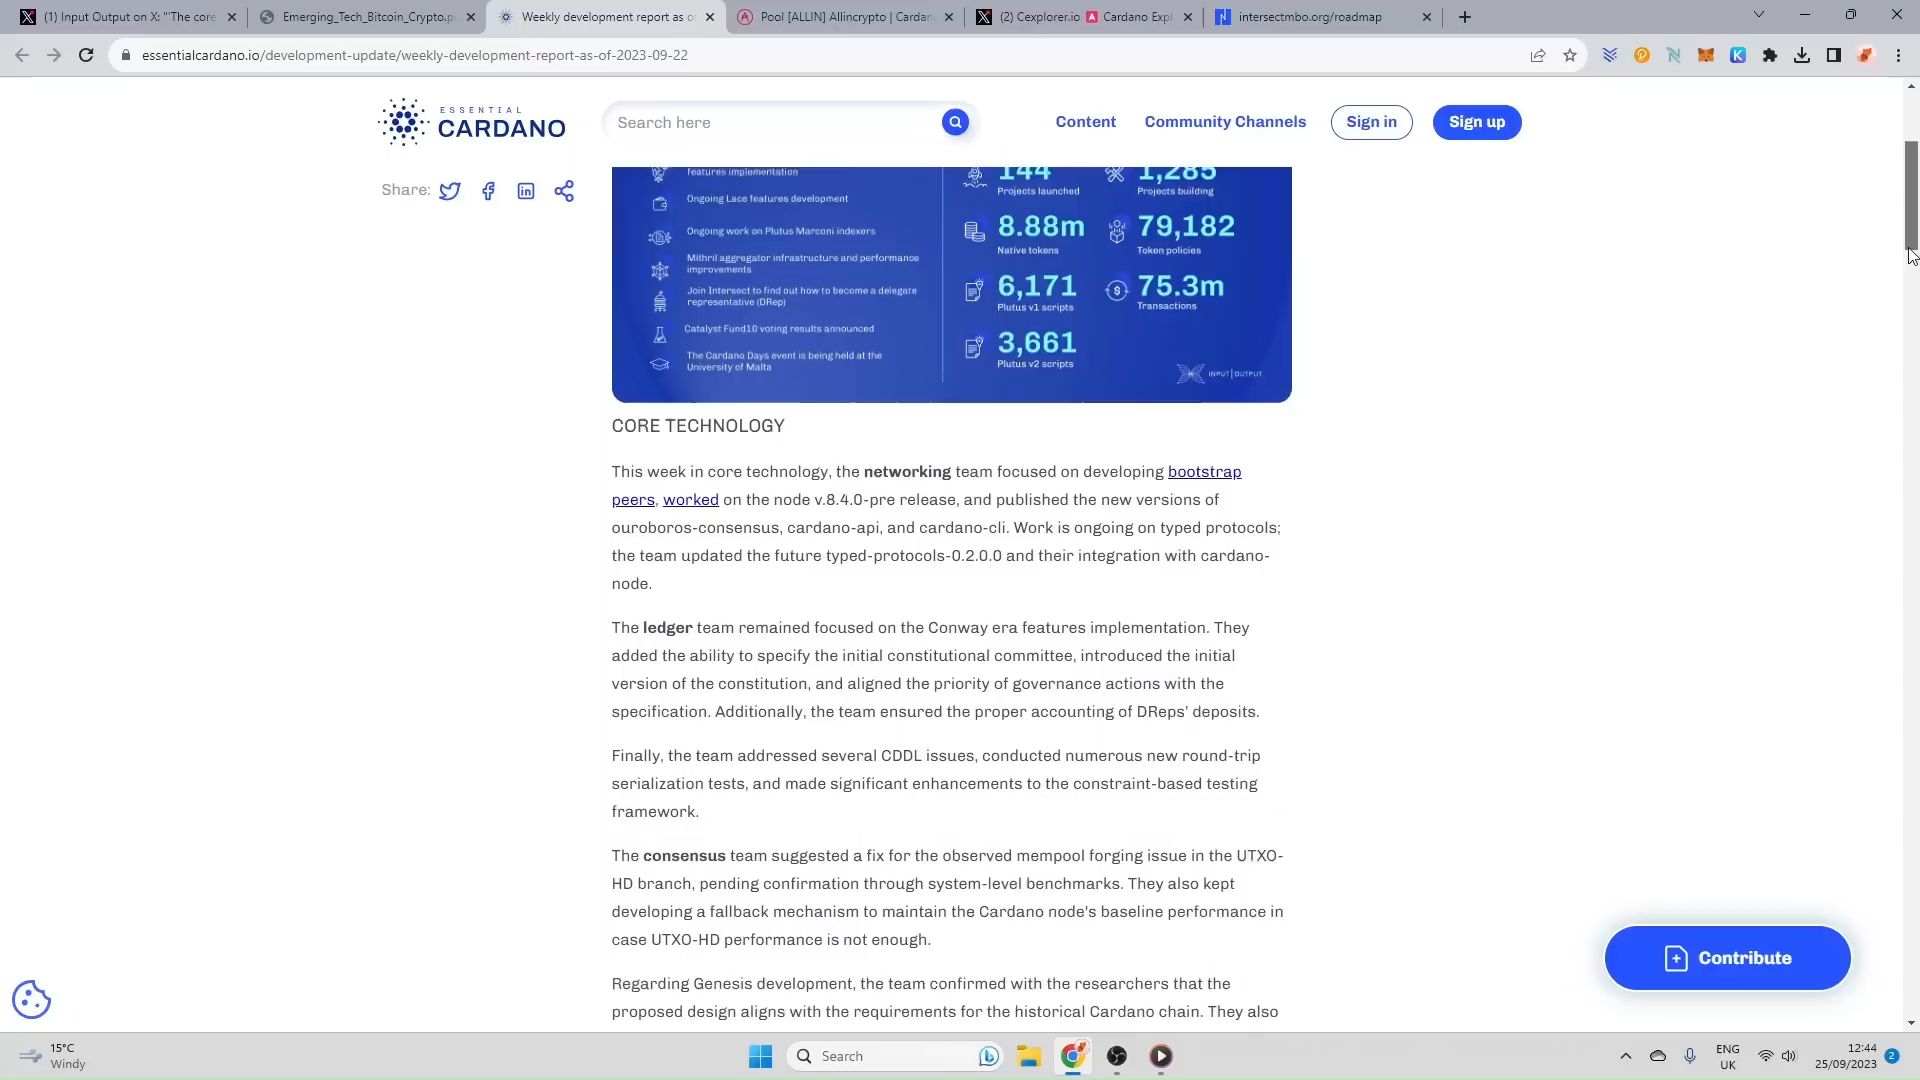 (1) Input Output on X: "'The core
Emerging_Tech_Bitcoin_Crypto.p
Weekly development report as o
Pool [ALLIN] Allincrypto | Cardan
(2) Cexplorer.io
Cardano Expl
intersectmbo.org/roadmap
essentialcardano.io/development-update/weekly-development-report-as-of-2023-09-22
ESSENTIAL
CARDANO
Search here
Content
Community Channels
Sign in
Sign up
Share:
features implementation
Ongoing Lace features development
Ongoing work on Plutus Marconi indexers
Mithril aggregator infrastructure and performance
improvements
Join Intersect to find out how to become a delegate
representative (DRep)
Catalyst Fund10 voting results announced
The Cardano Days event is being held at the
University of Malta
144
Projects launched
1,285
Projects building
8.88m
Native tokens
79,182
Token policies
6,171
Plutus v1 scripts
75.3m
Transactions
3,661
Plutus v2 scripts
INPUT | OUTPUT
CORE TECHNOLOGY
This week in core technology, the networking team focused on developing bootstrap
peers, worked on the node v.8.4.0-pre release, and published the new versions of
ouroboros-consensus, cardano-api, and cardano-cli. Work is ongoing on typed protocols;
the team updated the future typed-protocols-0.2.0.0 and their integration with cardano-
node.
The ledger team remained focused on the Conway era features implementation. They
added the ability to specify the initial constitutional committee, introduced the initial
version of the constitution, and aligned the priority of governance actions with the
specification. Additionally, the team ensured the proper accounting of DReps' deposits.
Finally, the team addressed several CDDL issues, conducted numerous new round-trip
serialization tests, and made significant enhancements to the constraint-based testing
framework.
The consensus team suggested a fix for the observed mempool forging issue in the UTXO-
HD branch, pending confirmation through system-level benchmarks. They also kept
developing a fallback mechanism to maintain the Cardano node's baseline performance in
case UTXO-HD performance is not enough.
Regarding Genesis development, the team confirmed with the researchers that the
proposed design aligns with the requirements for the historical Cardano chain. They also
Contribute
15°C
Windy
Search
ENG
UK
12:44
25/09/2023
2